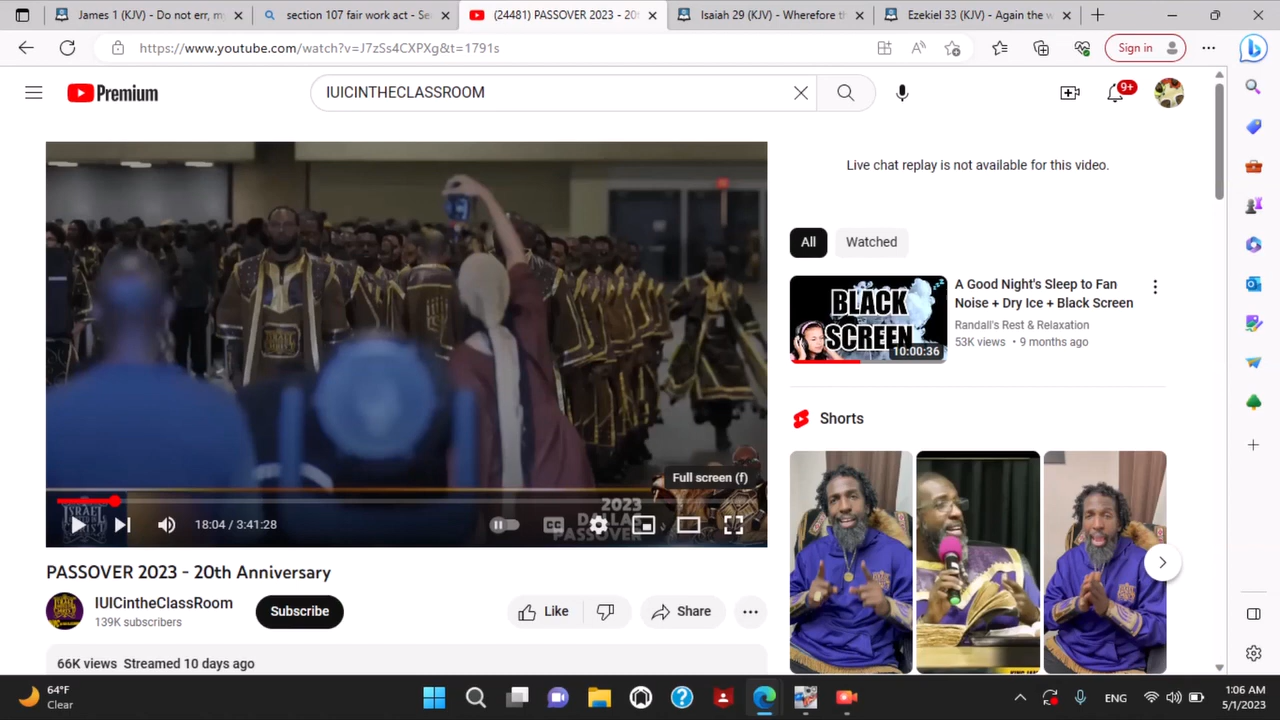 James 1 (KJV) - Do not err, m
section 107 fair work act - Se
(24481) PASSOVER 2023 - 20t
Isaiah 29 (KJV) - Wherefore th
Ezekiel 33 (KJV) - Again the w
https://www.youtube.com/watch?v=J7zSs4CXPXg&t=1791s
Sign in
Premium
IUICINTHECLASSROOM
9+
Live chat replay is not available for this video.
All
Watched
BLACK
SCREEN
10:00:36
A Good Night's Sleep to Fan
Noise + Dry Ice + Black Screen
Randall's Rest & Relaxation
53K views • 9 months ago
Shorts
Full screen (f)
ISRAEL
2023
DALLAS
PASSOVER
18:04 / 3:41:28
CC
PASSOVER 2023 - 20th Anniversary
IUICintheClassRoom
139K subscribers
Subscribe
Like
Share
66K views Streamed 10 days ago
64°F
Clear
ENG
1:06 AM
5/1/2023